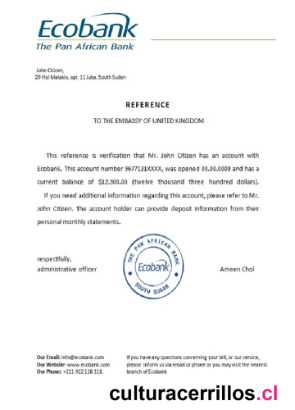 Ecobank
The Pan African Bank
John Citizen,
20 Hai Malakia, apt. 11 Juba, South Sudan
REFERENCE
TO THE EMBASSY OF UNITED KINGDOM
This reference is verification that Mr. John Citizen has an account with
Ecobank. This account number 9677131XXXX, was opened 00.00.0000 and has a
current balance of $12.300.00 (twelve thousand three hundred dollars).
If you need additional information regarding this account, please refer to Mr.
John Citizen. The account holder can provide deposit information from their
personal monthly statements.
respectfully,
administrative officer
THE PAN AFRICAN BANK
Ecobank
SOUTH SUDAN
Ameen Chol
Our Email: info@ecobank.com
Our Website: www.ecobank.com
Our Phone: +211 922 118 118
If you have any questions concerning your bill, or our service,
please inform us via email or phone or you may visit the nearest
branch of Ecobank
culturacerrillos.cl